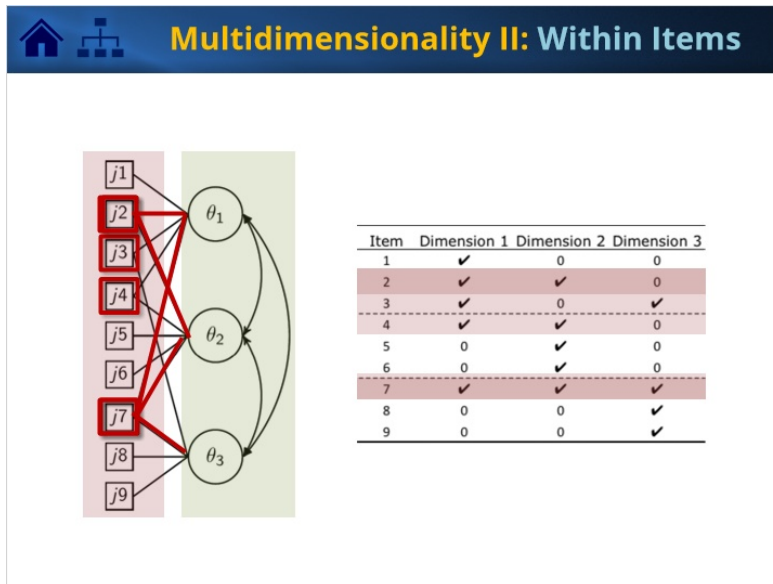 Multidimensionality II: Within Items
j1
j2
j3
j4
j5
j6
j7
j8
j9
θ1
θ2
θ3
Item Dimension 1 Dimension 2 Dimension 3
1 ✔ 0 0
2 ✔ ✔ 0
3 ✔ 0 ✔
4 ✔ ✔ 0
5 0 ✔ 0
6 0 ✔ 0
7 ✔ ✔ ✔
8 0 0 ✔
9 0 0 ✔